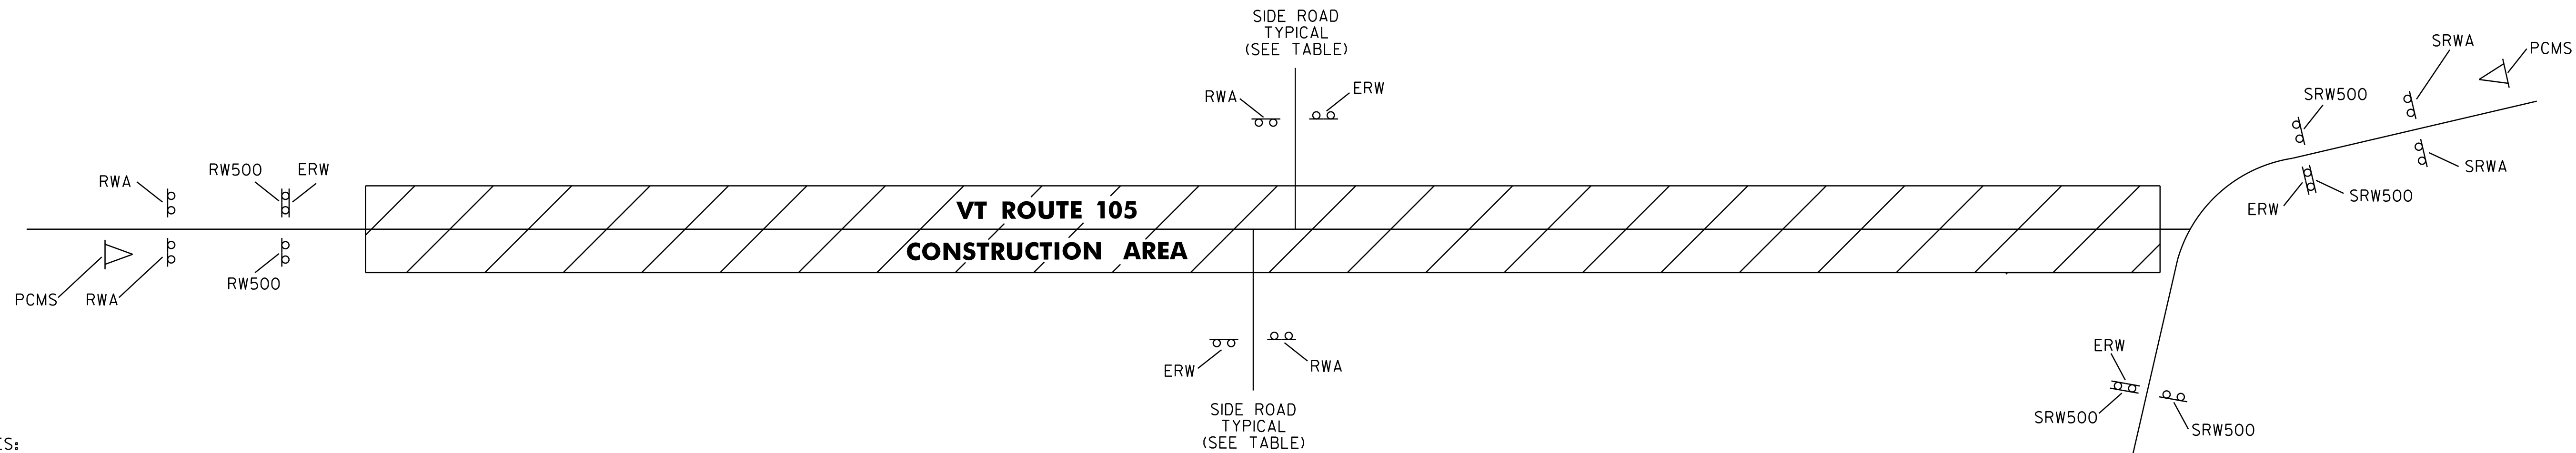 SIDE ROAD
TYPICAL
(SEE TABLE)
SRWA
PCMS
RWA
ERW
SRW500
RWA
RW500
ERW
SRWA
SRW500
ERW
VT ROUTE 105
CONSTRUCTION AREA
PCMS
RWA
RW500
ERW
RWA
SIDE ROAD
TYPICAL
(SEE TABLE)
ERW
SRW500
SRW500